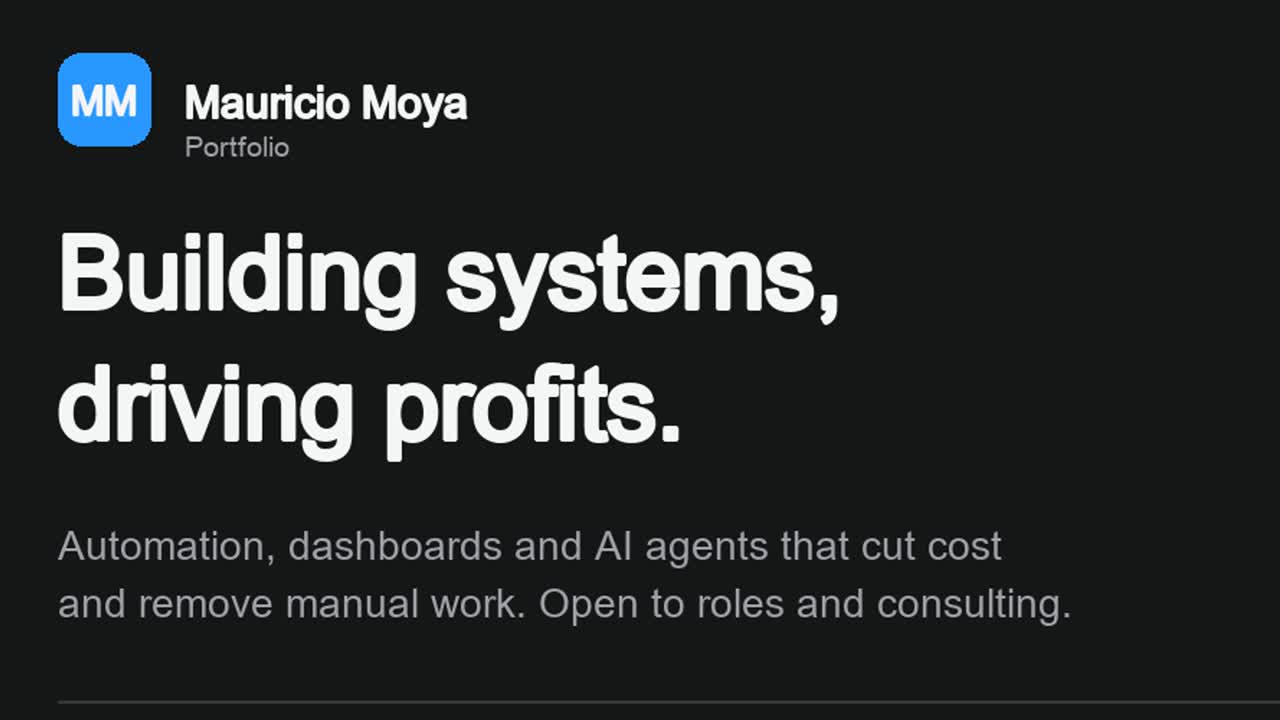 MM
Mauricio Moya
Portfolio
Building systems,
driving profits.
Automation, dashboards and AI agents that cut cost
and remove manual work. Open to roles and consulting.